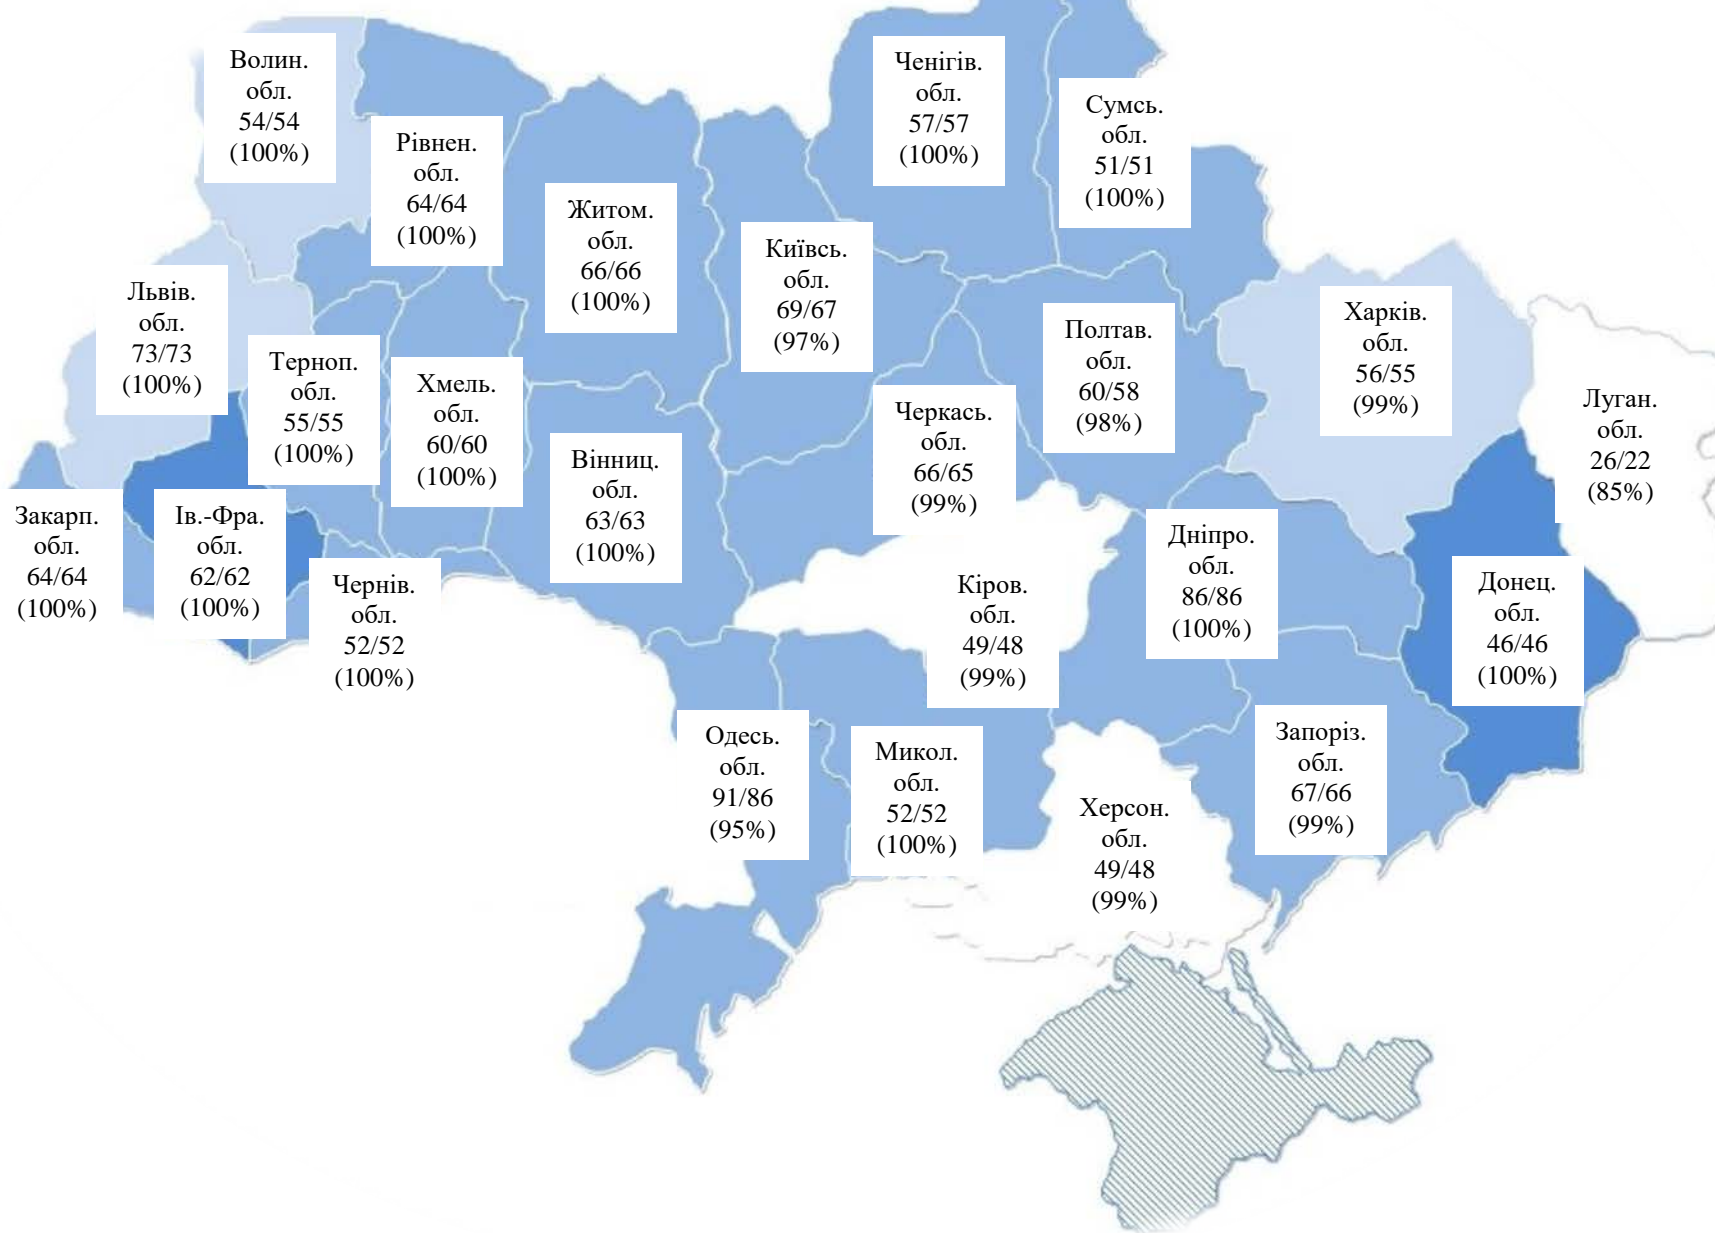 Волин.
обл.
54/54
(100%)
Рівнен.
обл.
64/64
(100%)
Житом.
обл.
66/66
(100%)
Київсь.
обл.
69/67
(97%)
Ченігів.
обл.
57/57
(100%)
Сумсь.
обл.
51/51
(100%)
Львів.
обл.
73/73
(100%)
Терноп.
обл.
55/55
(100%)
Хмель.
обл.
60/60
(100%)
Вінниц.
обл.
63/63
(100%)
Черкась.
обл.
66/65
(99%)
Полтав.
обл.
60/58
(98%)
Харків.
обл.
56/55
(99%)
Луган.
обл.
26/22
(85%)
Закарп.
обл.
64/64
(100%)
Ів.-Фра.
обл.
62/62
(100%)
Чернів.
обл.
52/52
(100%)
Кіров.
обл.
49/48
(99%)
Дніпро.
обл.
86/86
(100%)
Донец.
обл.
46/46
(100%)
Одесь.
обл.
91/86
(95%)
Микол.
обл.
52/52
(100%)
Херсон.
обл.
49/48
(99%)
Запоріз.
обл.
67/66
(99%)